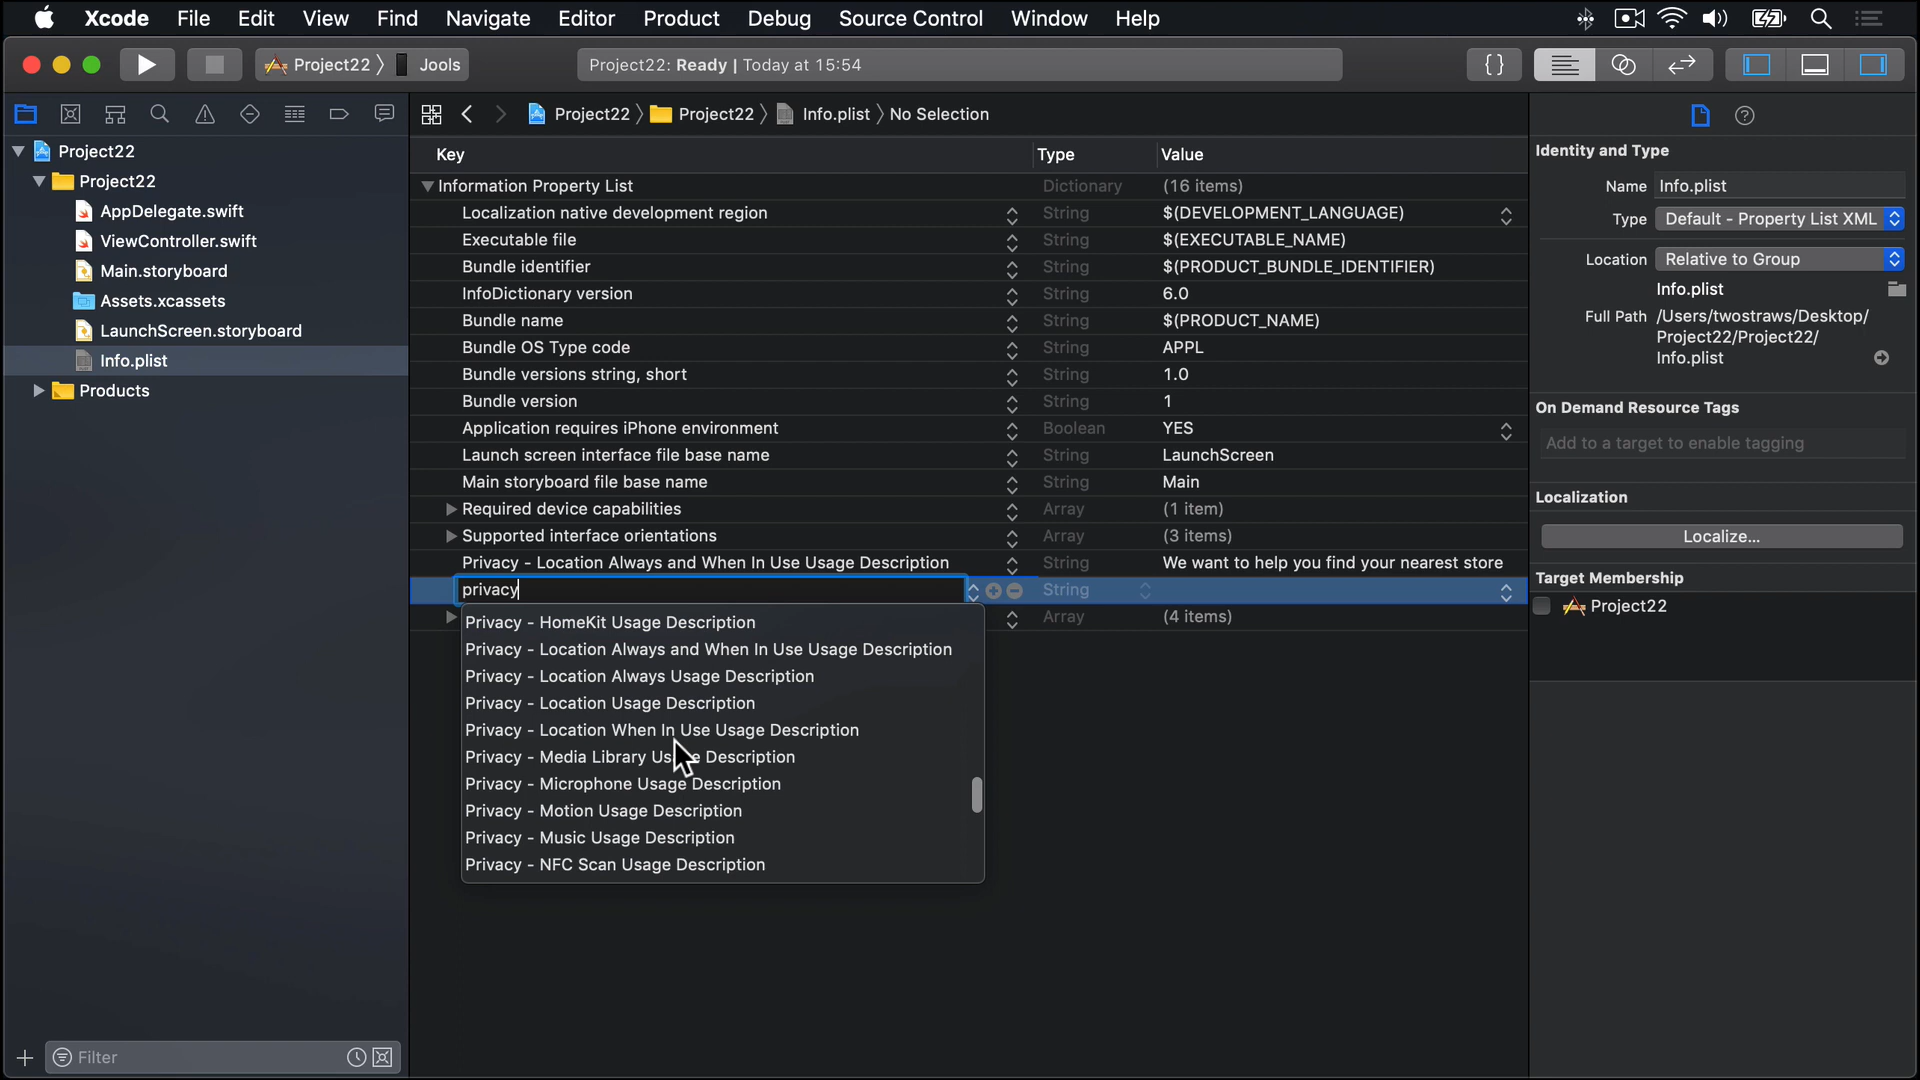 Xcode File Edit View Find Navigate Editor Product Debug Source Control Window Help
Project22 Jools
Project22: Ready | Today at 15:54
Project22 Project22 Info.plist No Selection
Project22
Project22
AppDelegate.swift
ViewController.swift
Main.storyboard
Assets.xcassets
LaunchScreen.storyboard
Info.plist
Products
Filter
Key Type Value
Information Property List Dictionary (16 items)
Localization native development region String $(DEVELOPMENT_LANGUAGE)
Executable file String $(EXECUTABLE_NAME)
Bundle identifier String $(PRODUCT_BUNDLE_IDENTIFIER)
InfoDictionary version String 6.0
Bundle name String $(PRODUCT_NAME)
Bundle OS Type code String APPL
Bundle versions string, short String 1.0
Bundle version String 1
Application requires iPhone environment Boolean YES
Launch screen interface file base name String LaunchScreen
Main storyboard file base name String Main
Required device capabilities Array (1 item)
Supported interface orientations Array (3 items)
Privacy - Location Always and When In Use Usage Description String We want to help you find your nearest store
privacy String
Array (4 items)
Privacy - HomeKit Usage Description
Privacy - Location Always and When In Use Usage Description
Privacy - Location Always Usage Description
Privacy - Location Usage Description
Privacy - Location When In Use Usage Description
Privacy - Media Library Usage Description
Privacy - Microphone Usage Description
Privacy - Motion Usage Description
Privacy - Music Usage Description
Privacy - NFC Scan Usage Description
Identity and Type
Name Info.plist
Type Default - Property List XML
Location Relative to Group
Info.plist
Full Path /Users/twostraws/Desktop/
Project22/Project22/
Info.plist
On Demand Resource Tags
Add to a target to enable tagging
Localization
Localize...
Target Membership
Project22